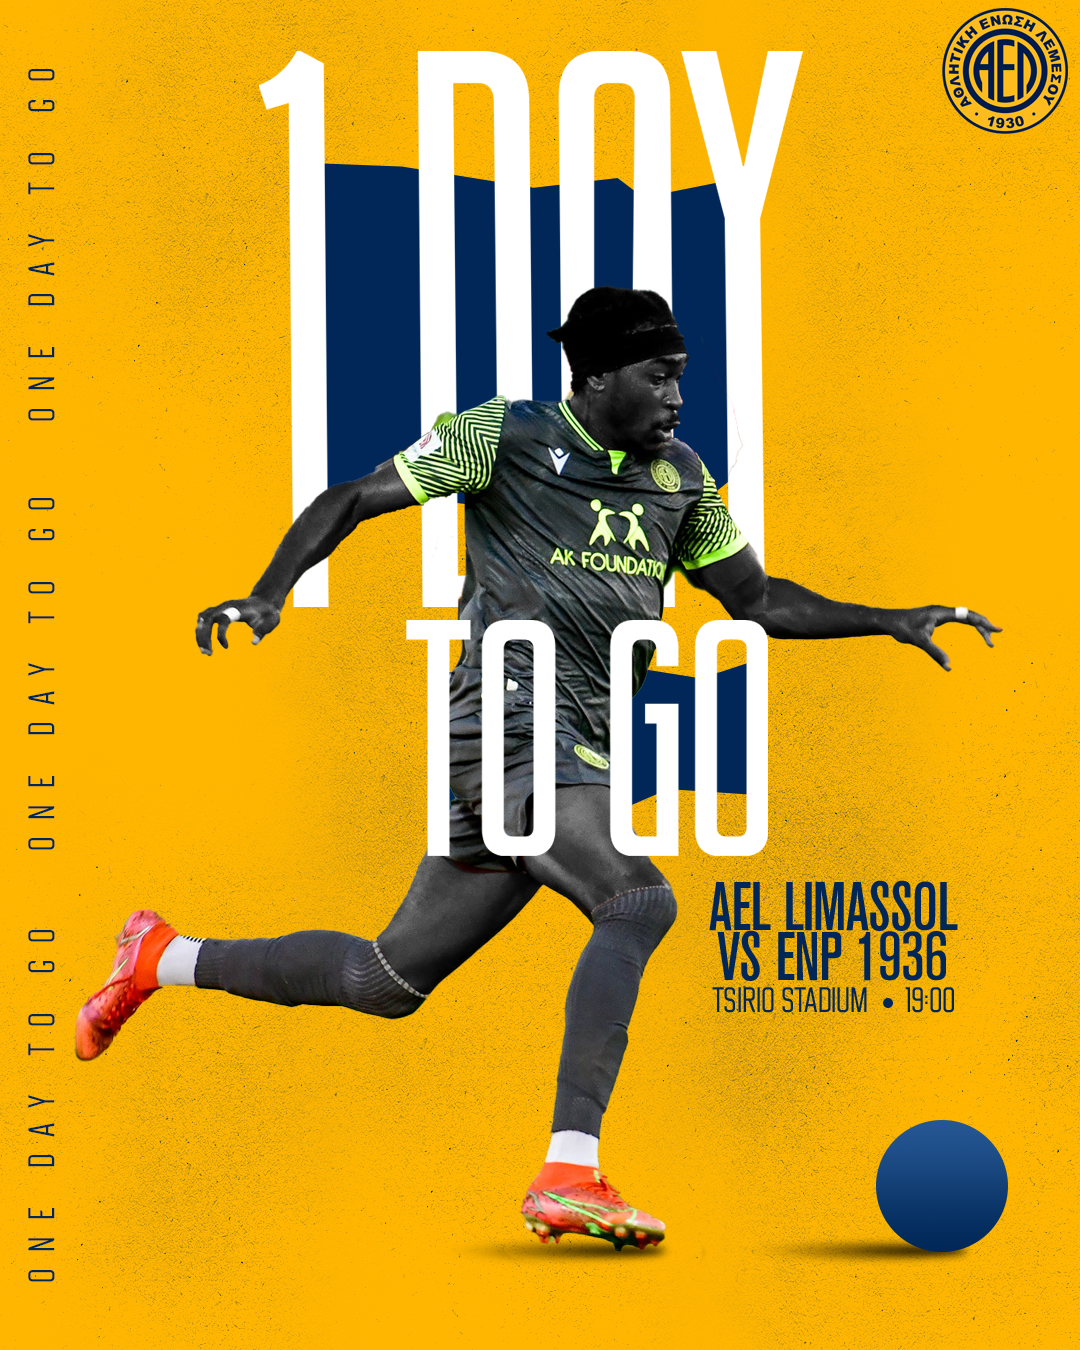 1 DAY
TO GO
ΑΘΛΗΤΙΚΗ ΕΝΩΣΗ ΛΕΜΕΣΟΥ
ΑΕΛ
· 1930 ·
AK FOUNDATIO
AEL LIMASSOL
VS ENP 1936
TSIRIO STADIUM • 19:00
ONE DAY TO GO ONE DAY TO GO ONE DAY TO GO